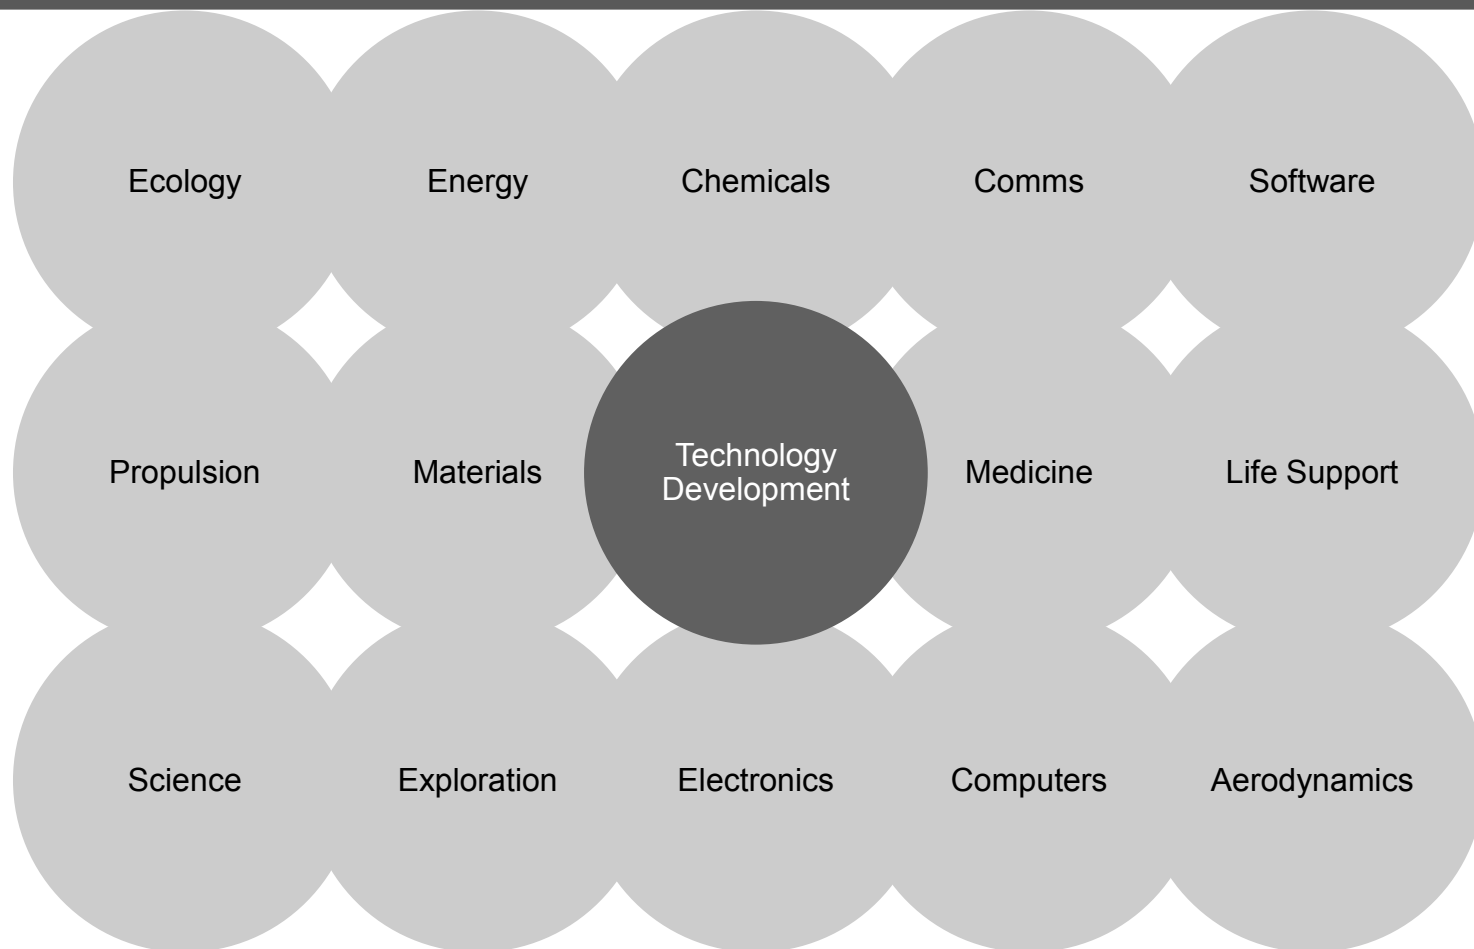 Ecology
Energy
Chemicals
Comms
Software
Propulsion
Materials
Technology
Development
Medicine
Life Support
Science
Exploration
Electronics
Computers
Aerodynamics